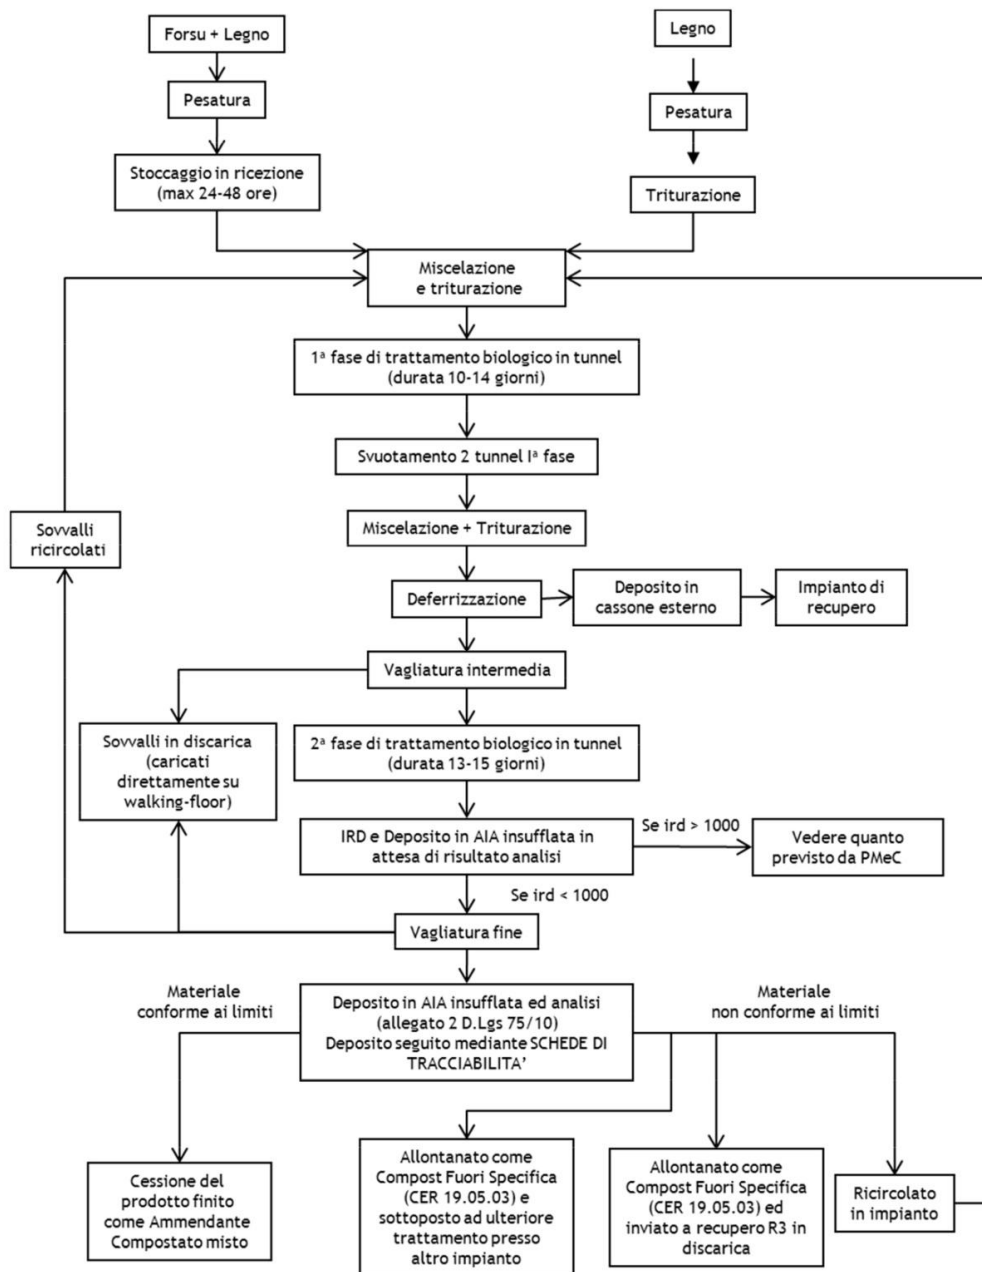 Forsu + Legno
Legno
Pesatura
Pesatura
Stoccaggio in ricezione
(max 24-48 ore)
Triturazione
Miscelazione
e triturazione
1ª fase di trattamento biologico in tunnel
(durata 10-14 giorni)
Svuotamento 2 tunnel Iª fase
Sovvalli
ricircolati
Miscelazione + Triturazione
Deferrizzazione
Deposito in
cassone esterno
Impianto di
recupero
Vagliatura intermedia
Sovvalli in discarica
(caricati
direttamente su
walking-floor)
2ª fase di trattamento biologico in tunnel
(durata 13-15 giorni)
IRD e Deposito in AIA insufflata in
attesa di risultato analisi
Se ird > 1000
Vedere quanto
previsto da PMeC
Se ird < 1000
Vagliatura fine
Materiale
conforme ai limiti
Deposito in AIA insufflata ed analisi
(allegato 2 D.Lgs 75/10)
Deposito seguito mediante SCHEDE DI
TRACCIABILITA’
Materiale
non conforme ai limiti
Cessione del
prodotto finito
come Ammendante
Compostato misto
Allontanato come
Compost Fuori Specifica
(CER 19.05.03) e
sottoposto ad ulteriore
trattamento presso
altro impianto
Allontanato come
Compost Fuori Specifica
(CER 19.05.03) ed
inviato a recupero R3 in
discarica
Ricircolato
in impianto